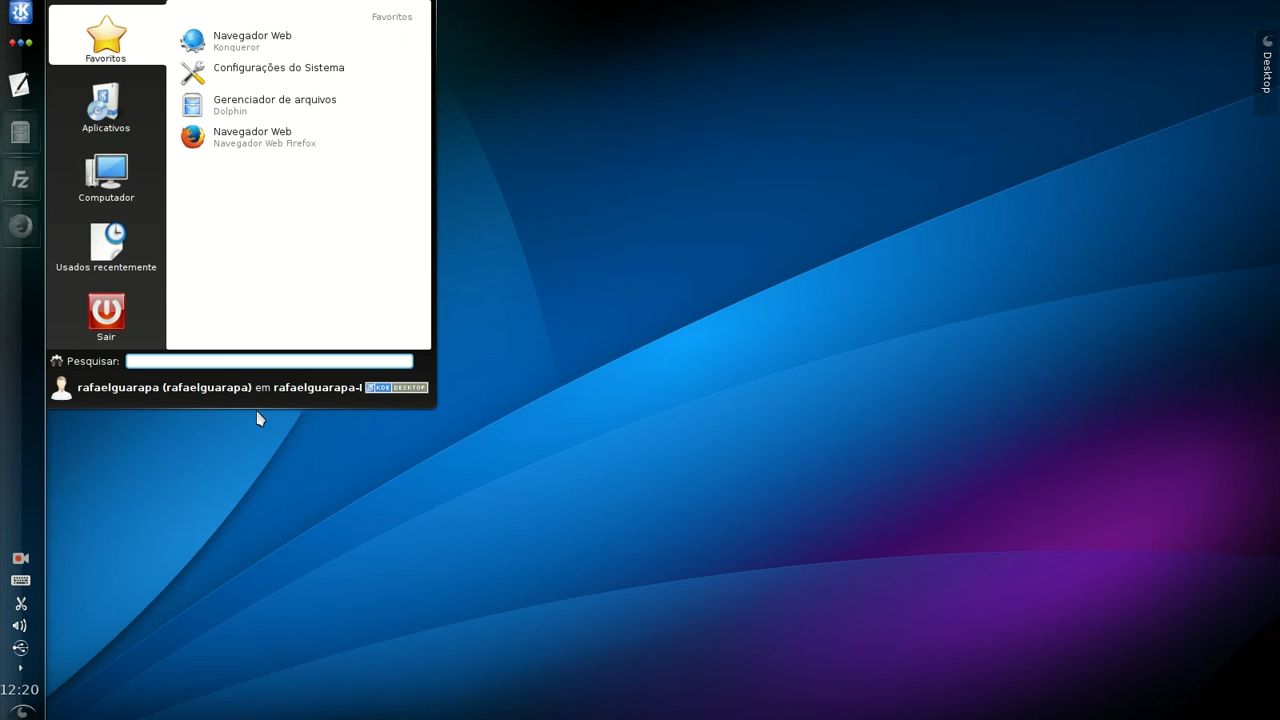 Favoritos
Favoritos
Navegador Web
Konqueror
Configurações do Sistema
Gerenciador de arquivos
Dolphin
Navegador Web
Navegador Web Firefox
Aplicativos
Computador
Usados recentemente
Sair
Pesquisar:
rafaelguarapa (rafaelguarapa) em rafaelguarapa-I
KDE DESKTOP
Fz
12:20
Desktop